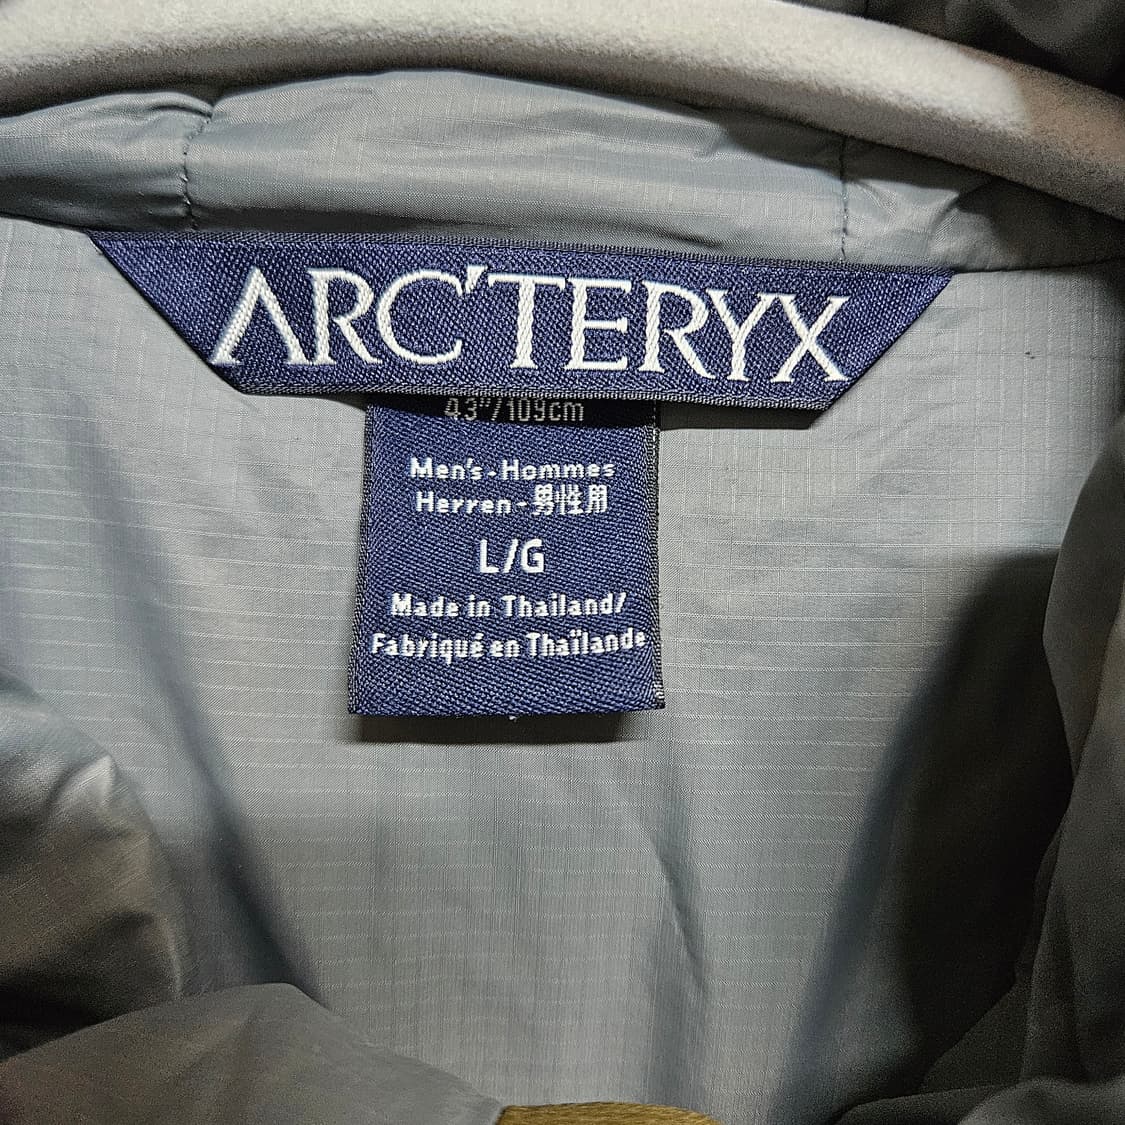 ARC'TERYX
43"/109cm
Men's-Hommes
Herren-男性用
L/G
Made in Thailand/
Fabriqué en Thaïlande